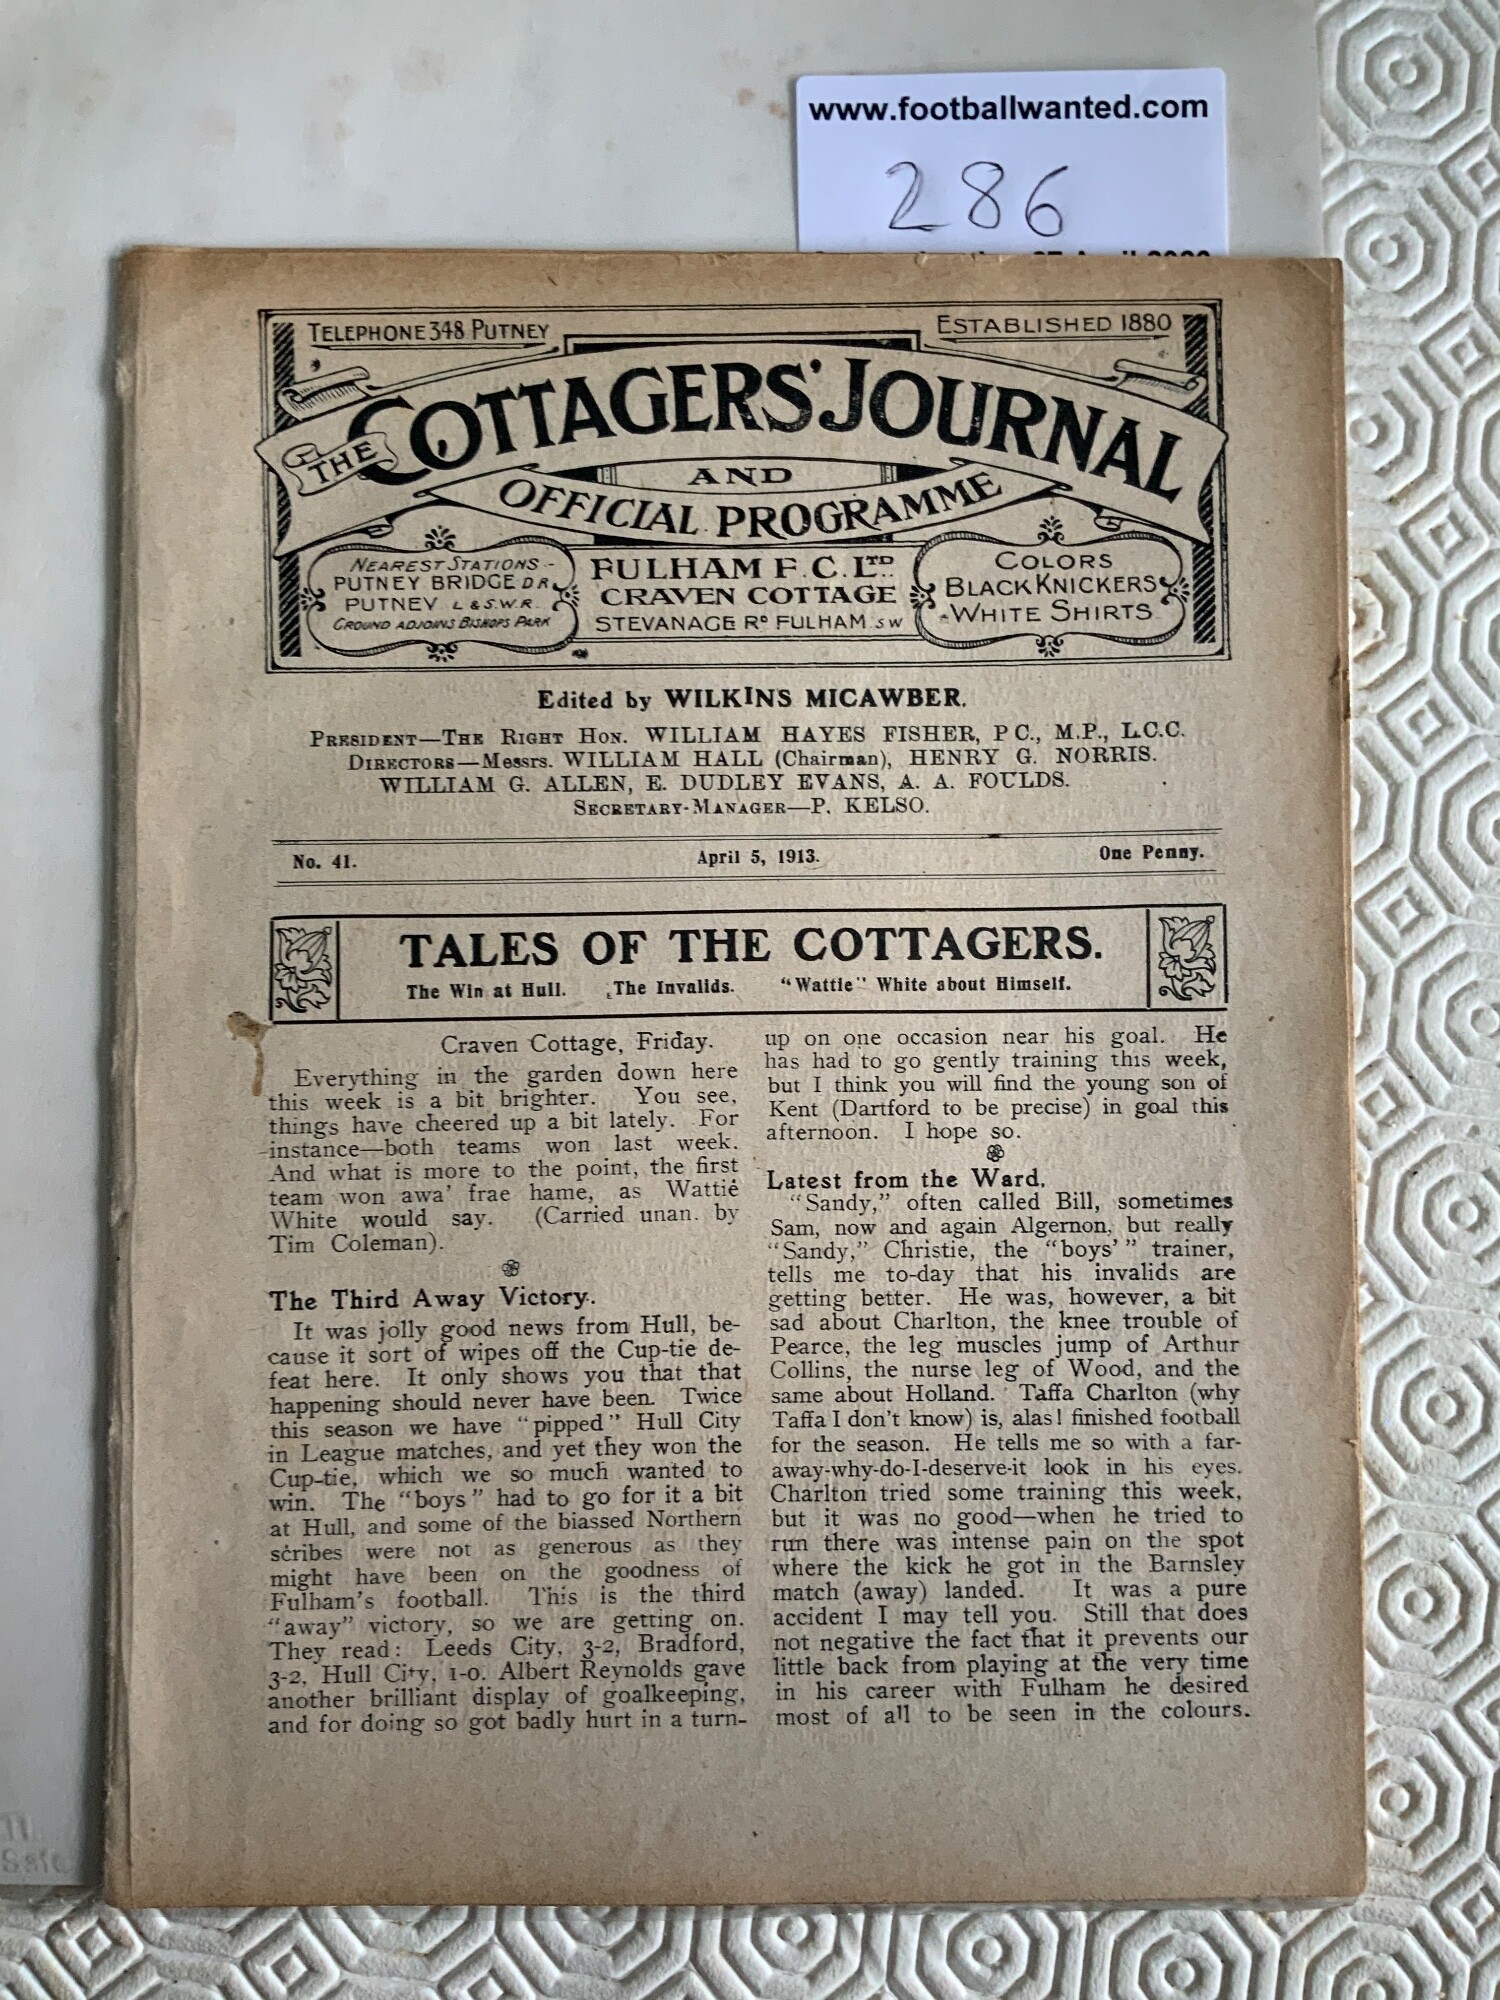 www.footballwanted.com
286
TELEPHONE 348 PUTNEY
ESTABLISHED 1880
THE COTTAGERS' JOURNAL
AND
OFFICIAL PROGRAMME
NEAREST STATIONS:-
PUTNEY BRIDGE DR.
PUTNEY L & S.W.R.
GROUND ADJOINS BISHOPS PARK
FULHAM F.C. LTD.
CRAVEN COTTAGE
STEVANAGE RD FULHAM. SW
COLORS
BLACK KNICKERS
-WHITE SHIRTS
Edited by WILKINS MICAWBER.
PRESIDENT—THE RIGHT HON. WILLIAM HAYES FISHER, P C., M.P., L.C.C.
DIRECTORS—Messrs. WILLIAM HALL (Chairman), HENRY G. NORRIS.
WILLIAM G. ALLEN, E. DUDLEY EVANS, A. A. FOULDS.
SECRETARY-MANAGER—P. KELSO.
No. 41.
April 5, 1913.
One Penny.
TALES OF THE COTTAGERS.
The Win at Hull. The Invalids. "Wattie" White about Himself.
Craven Cottage, Friday.
Everything in the garden down here
this week is a bit brighter. You see,
things have cheered up a bit lately. For
instance—both teams won last week.
And what is more to the point, the first
team won awa' frae hame, as Wattie
White would say. (Carried unan. by
Tim Coleman).
The Third Away Victory.
It was jolly good news from Hull, be-
cause it sort of wipes off the Cup-tie de-
feat here. It only shows you that that
happening should never have been. Twice
this season we have "pipped" Hull City
in League matches, and yet they won the
Cup-tie, which we so much wanted to
win. The "boys" had to go for it a bit
at Hull, and some of the biassed Northern
scribes were not as generous as they
might have been on the goodness of
Fulham's football. This is the third
"away" victory, so we are getting on.
They read: Leeds City, 3-2, Bradford,
3-2, Hull City, 1-0. Albert Reynolds gave
another brilliant display of goalkeeping,
and for doing so got badly hurt in a turn-
up on one occasion near his goal. He
has had to go gently training this week,
but I think you will find the young son of
Kent (Dartford to be precise) in goal this
afternoon. I hope so.
Latest from the Ward.
"Sandy," often called Bill, sometimes
Sam, now and again Algernon, but really
"Sandy," Christie, the "boys'" trainer,
tells me to-day that his invalids are
getting better. He was, however, a bit
sad about Charlton, the knee trouble of
Pearce, the leg muscles jump of Arthur
Collins, the nurse leg of Wood, and the
same about Holland. Taffa Charlton (why
Taffa I don't know) is, alas! finished football
for the season. He tells me so with a far-
away-why-do-I-deserve-it look in his eyes.
Charlton tried some training this week,
but it was no good—when he tried to
run there was intense pain on the spot
where the kick he got in the Barnsley
match (away) landed. It was a pure
accident I may tell you. Still that does
not negative the fact that it prevents our
little back from playing at the very time
in his career with Fulham he desired
most of all to be seen in the colours.